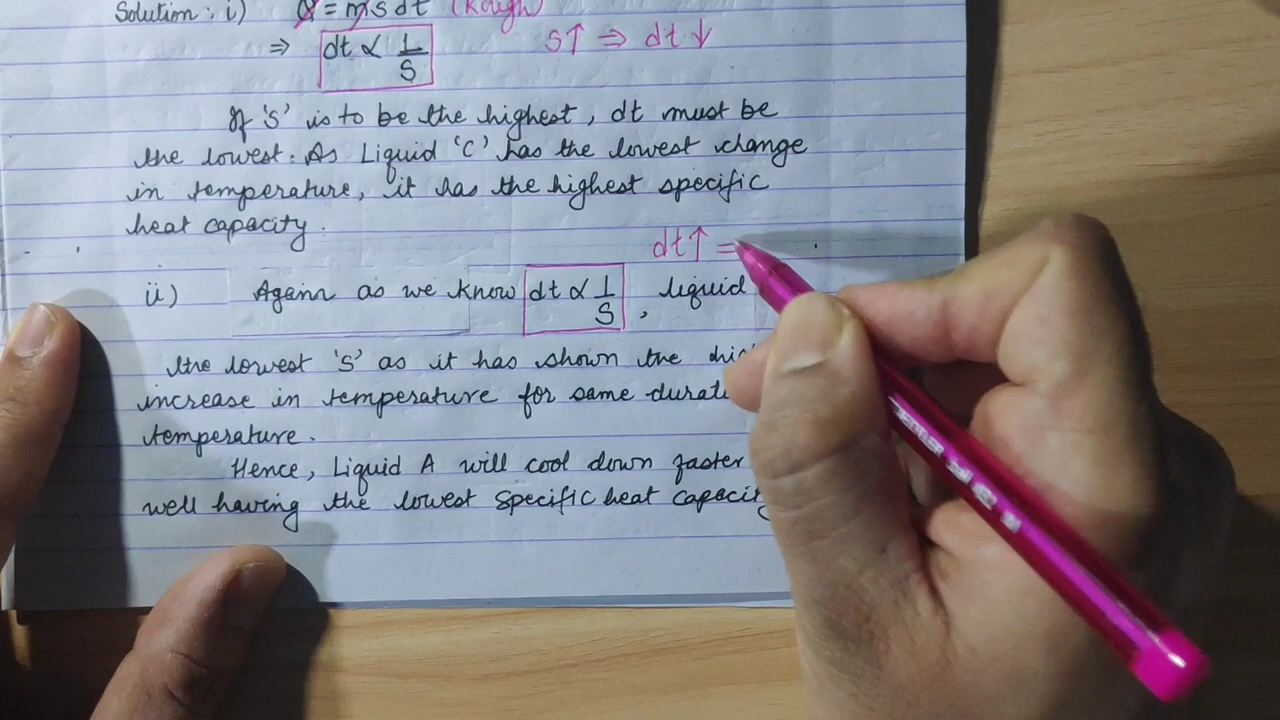 Solution: i) Q = m s dt (Rough)
⇒ dt ∝ 1/S   s↑ ⇒ dt↓
If 's' is to be the highest, dt must be
the lowest. As Liquid 'C' has the lowest change
in temperature, it has the highest specific
heat capacity.
dt↑ =
ii) Again as we know dt ∝ 1/S , liquid
the lowest 's' as it has shown the
increase in temperature for same
temperature.
Hence, Liquid A will cool down faster
well having the lowest specific heat